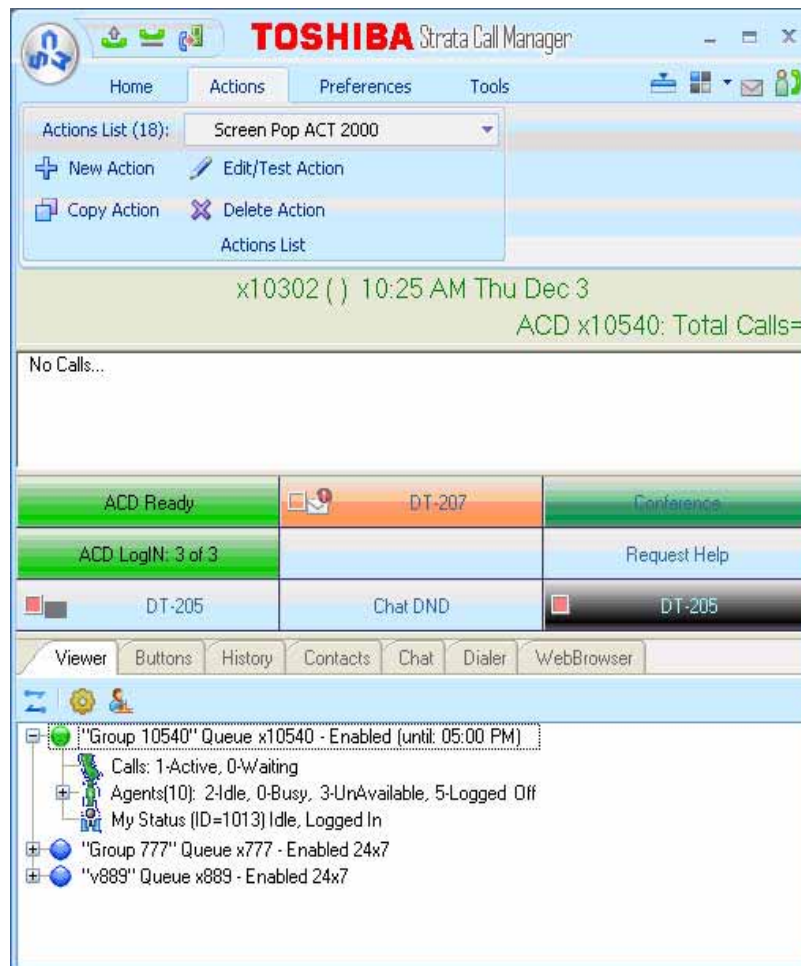 TOSHIBA Strata Call Manager
Home Actions Preferences Tools
Actions List (18): Screen Pop ACT 2000
New Action Edit/Test Action
Copy Action Delete Action
Actions List
x10302 ( ) 10:25 AM Thu Dec 3
ACD x10540: Total Calls=
No Calls...
ACD Ready DT-207 Conference
ACD LogIN: 3 of 3 Request Help
DT-205 Chat DND DT-205
Viewer Buttons History Contacts Chat Dialer WebBrowser
"Group 10540" Queue x10540 - Enabled (until: 05:00 PM)
Calls: 1-Active, 0-Waiting
Agents(10): 2-Idle, 0-Busy, 3-UnAvailable, 5-Logged Off
My Status (ID=1013) Idle, Logged In
"Group 777" Queue x777 - Enabled 24x7
"v889" Queue x889 - Enabled 24x7